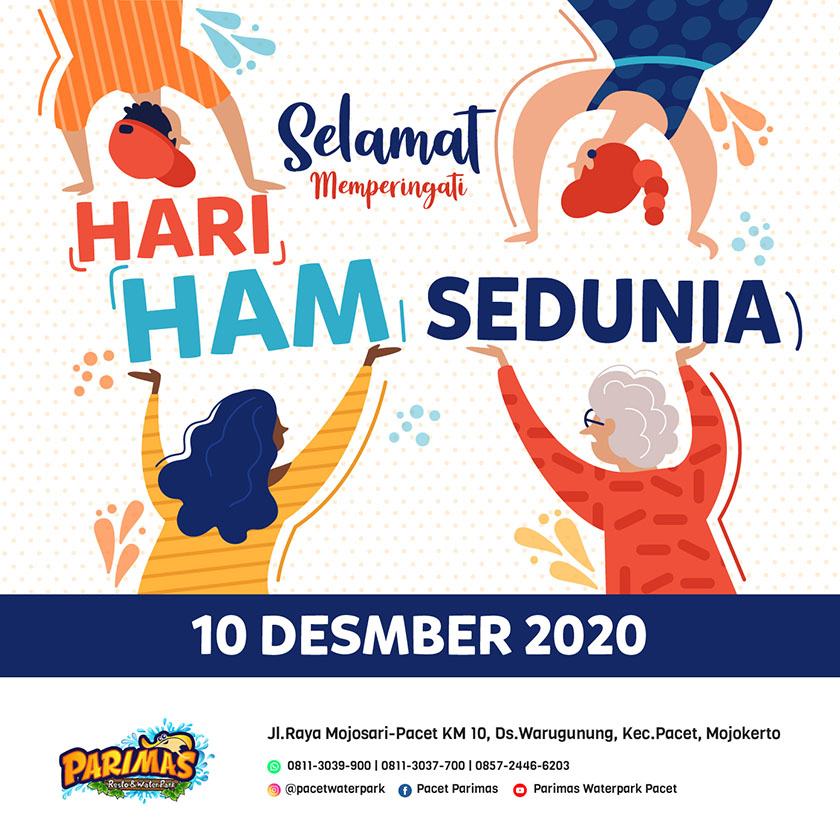 Selamat
Memperingati
HARI
HAM SEDUNIA
10 DESMBER 2020
PARIMAS
Resto & WaterPark
Jl.Raya Mojosari-Pacet KM 10, Ds.Warugunung, Kec.Pacet, Mojokerto
0811-3039-900 | 0811-3037-700 | 0857-2446-6203
@pacetwaterpark Pacet Parimas Parimas Waterpark Pacet